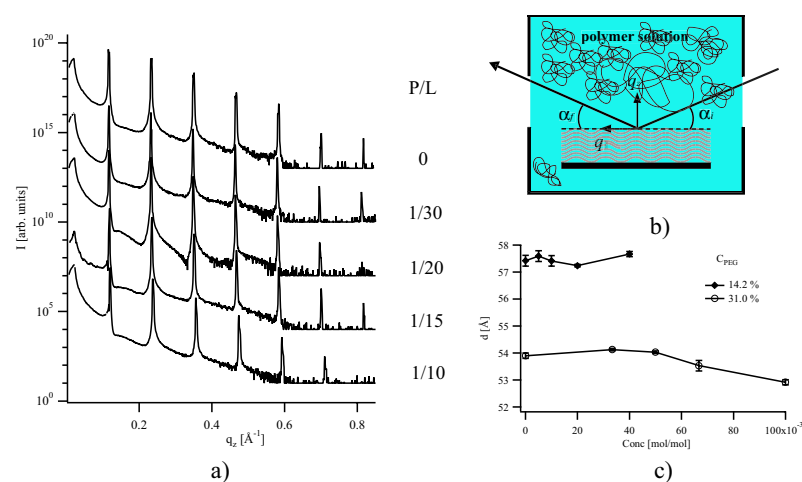 10^20
10^15
10^10
10^5
10^0
I [arb. units]
0.2
0.4
0.6
0.8
q_z [Å^-1]
P/L
0
1/30
1/20
1/15
1/10
a)
polymer solution
q_z
α_f
α_i
b)
58
57
56
55
54
53
52
d [Å]
C_PEG
14.2 %
31.0 %
0
20
40
60
80
100x10^-3
Conc [mol/mol]
c)